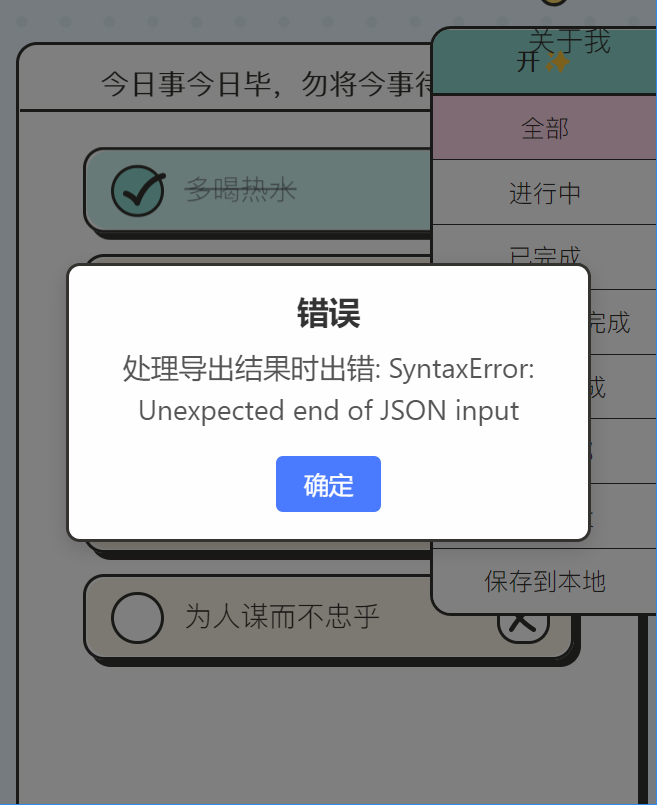 关于我
开✨
今日事今日毕，勿将今事待
全部
多喝热水
进行中
已完成
完成
成
错误
处理导出结果时出错: SyntaxError:
Unexpected end of JSON input
确定
保存到本地
为人谋而不忠乎